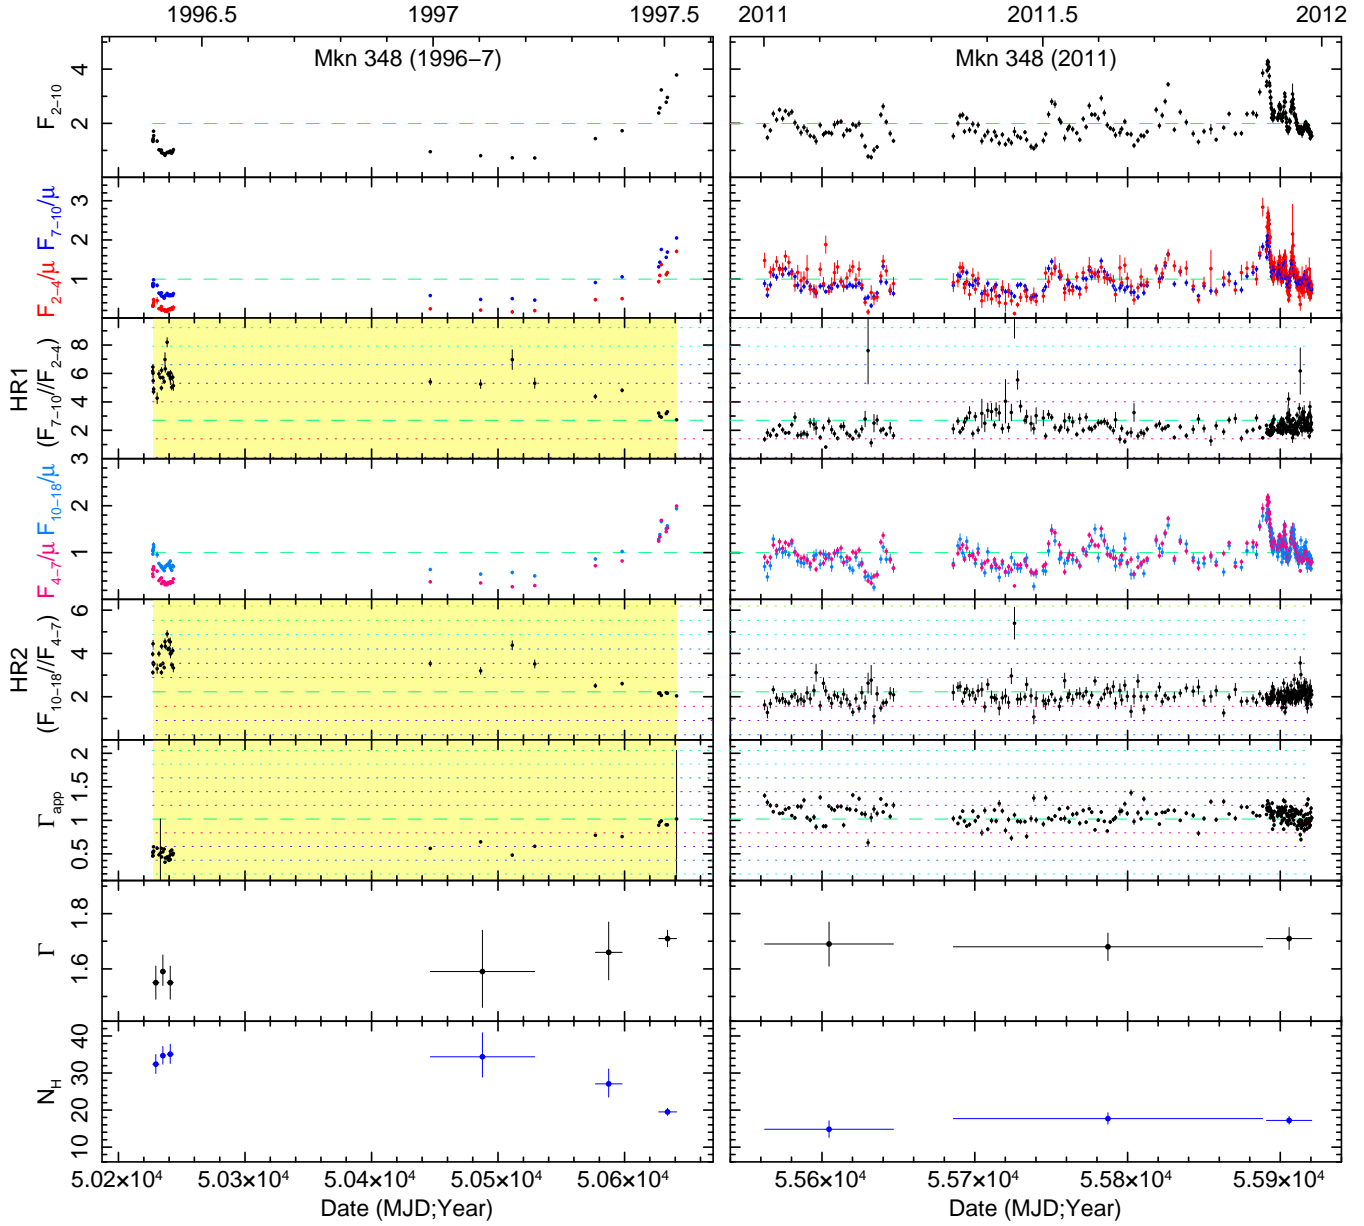 1996.5 1997 1997.5 2011 2011.5 2012
Mkn 348 (1996−7) Mkn 348 (2011)
F2−10
2 4
F2−4/μ F7−10/μ
1 2 3
HR1
(F7−10//F2−4)
2 4 6 8
F4−7/μ F10−18/μ
1 2 3
HR2
(F10−18//F4−7)
2 4 6
Γapp
0.5 1 1.5 2
Γ
1.6 1.8
NH
10 20 30 40
5.02×10⁴ 5.03×10⁴ 5.04×10⁴ 5.05×10⁴ 5.06×10⁴ 5.56×10⁴ 5.57×10⁴ 5.58×10⁴ 5.59×10⁴
Date (MJD;Year) Date (MJD;Year)